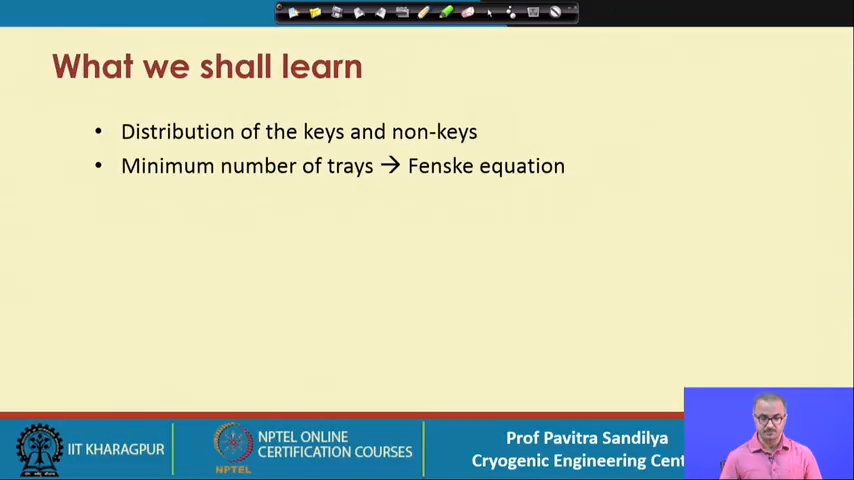 What we shall learn
• Distribution of the keys and non-keys
• Minimum number of trays → Fenske equation
IIT KHARAGPUR
NPTEL
NPTEL ONLINE
CERTIFICATION COURSES
Prof Pavitra Sandilya
Cryogenic Engineering Cent